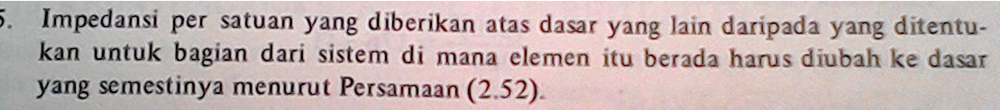 5. Impedansi per satuan yang diberikan atas dasar yang lain daripada yang ditentu-
kan untuk bagian dari sistem di mana elemen itu berada harus diubah ke dasar
yang semestinya menurut Persamaan (2.52).